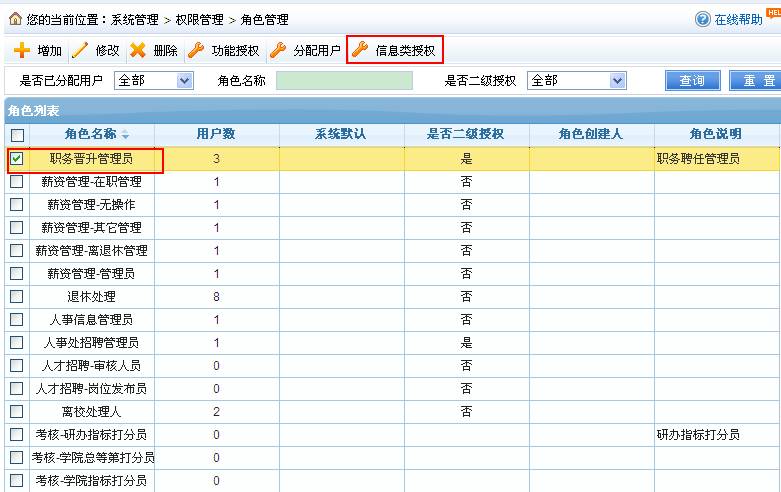 您的当前位置：系统管理 > 权限管理 > 角色管理 在线帮助 HEL
增加 修改 删除 功能授权 分配用户 信息类授权
是否已分配用户 全部 角色名称 是否二级授权 全部 查询 重 置
角色列表
角色名称 用户数 系统默认 是否二级授权 角色创建人 角色说明
职务晋升管理员 3 是 职务聘任管理员
薪资管理-在职管理 1 否
薪资管理-无操作 1 否
薪资管理-其它管理 1 否
薪资管理-离退休管理 1 否
薪资管理-管理员 1 否
退休处理 8 否
人事信息管理员 1 否
人事处招聘管理员 1 是
人才招聘-审核人员 0 否
人才招聘-岗位发布员 0 否
离校处理人 2 否
考核-研办指标打分员 0 研办指标打分员
考核-学院总等第打分员 0
考核-学院指标打分员 0